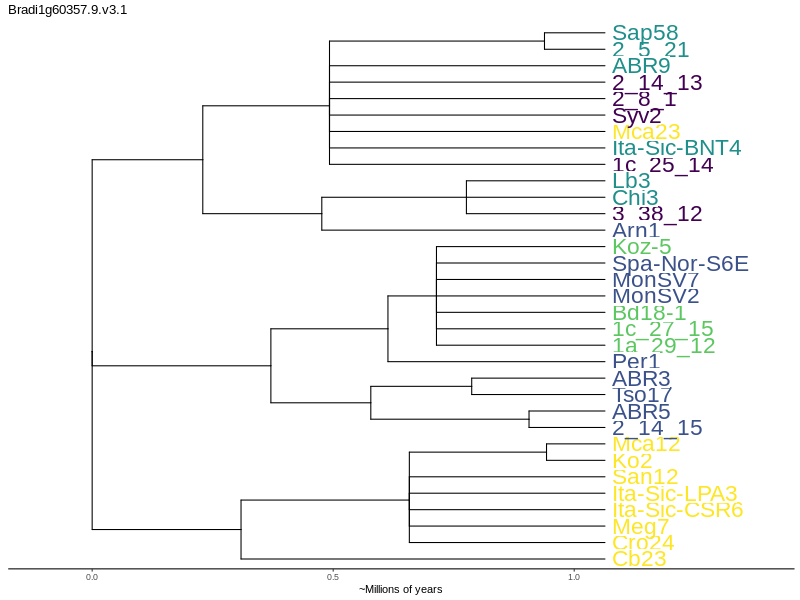 Bradi1g60357.9.v3.1
Sap58
2_5_21
ABR9
2_14_13
2_8_1
Syv2
Mca23
Ita-Sic-BNT4
1c_25_14
Lb3
Chi3
3_38_12
Arn1
Koz-5
Spa-Nor-S6E
MonSV7
MonSV2
Bd18-1
1c_27_15
1a_29_12
Per1
ABR3
Tso17
ABR5
2_14_15
Mca12
Ko2
San12
Ita-Sic-LPA3
Ita-Sic-CSR6
Meg7
Cro24
Cb23
0.0 0.5 1.0
~Millions of years